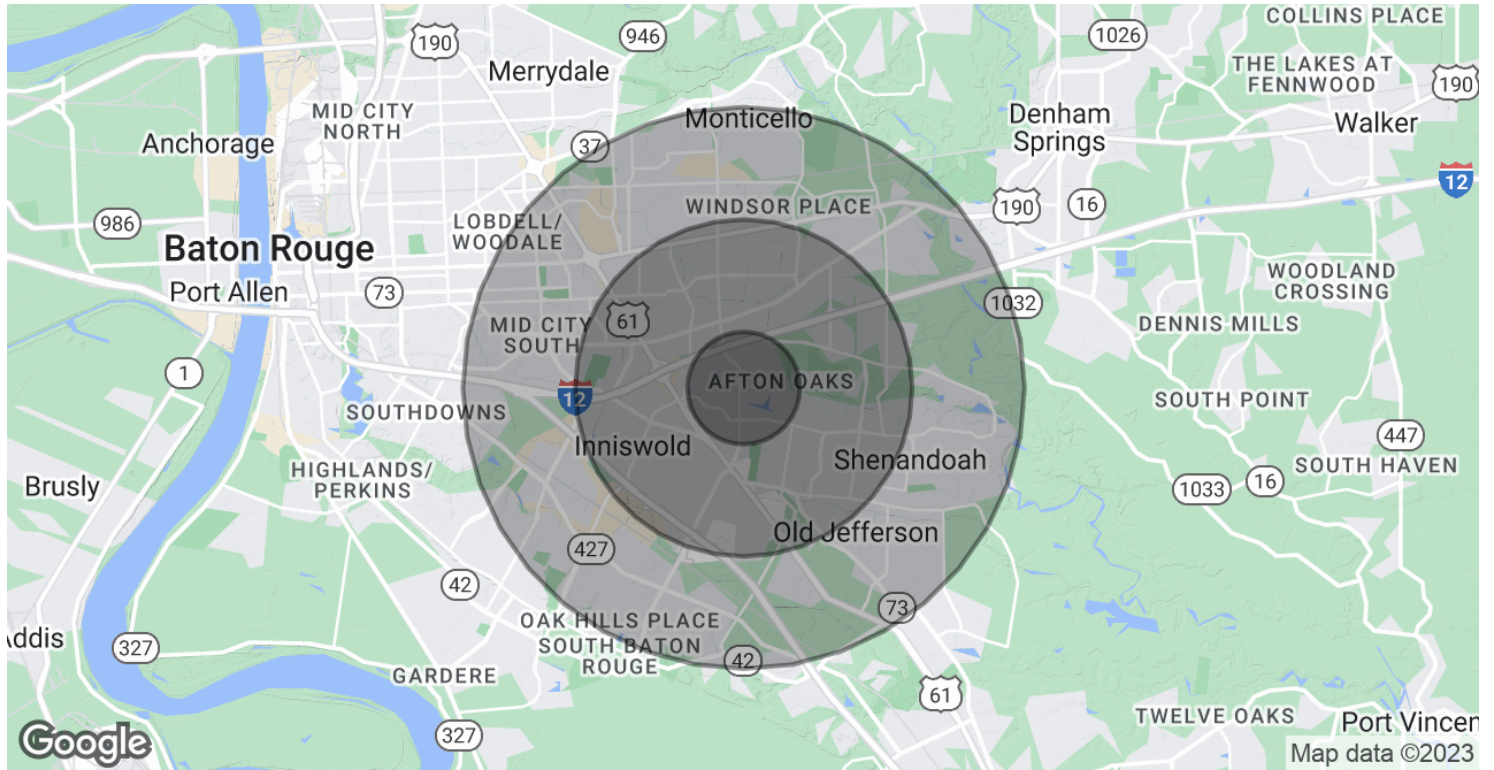 COLLINS PLACE
190
946
1026
THE LAKES AT
FENNWOOD
190
Merrydale
MID CITY
NORTH
Monticello
Denham
Springs
Walker
Anchorage
37
12
986
LOBDELL/
WOODALE
WINDSOR PLACE
190
16
Baton Rouge
Port Allen
73
WOODLAND
CROSSING
1032
MID CITY
SOUTH
61
DENNIS MILLS
1
AFTON OAKS
12
SOUTHDOWNS
SOUTH POINT
Inniswold
447
Shenandoah
SOUTH HAVEN
HIGHLANDS/
PERKINS
Brusly
16
1033
Old Jefferson
427
42
73
OAK HILLS PLACE
SOUTH BATON
ROUGE
Addis
327
42
GARDERE
61
TWELVE OAKS
Port Vincen
327
Google
Map data ©2023